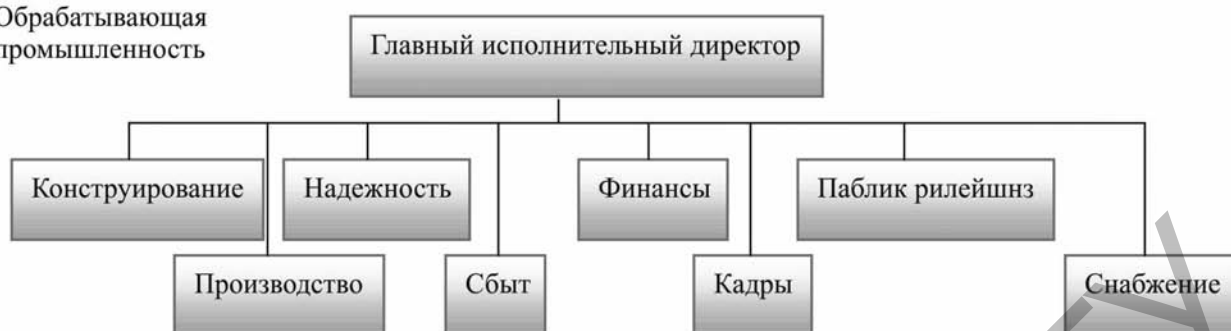 Обрабатывающая
промышленность
Главный исполнительный директор
Конструирование
Надежность
Финансы
Паблик рилейшнз
Производство
Сбыт
Кадры
Снабжение